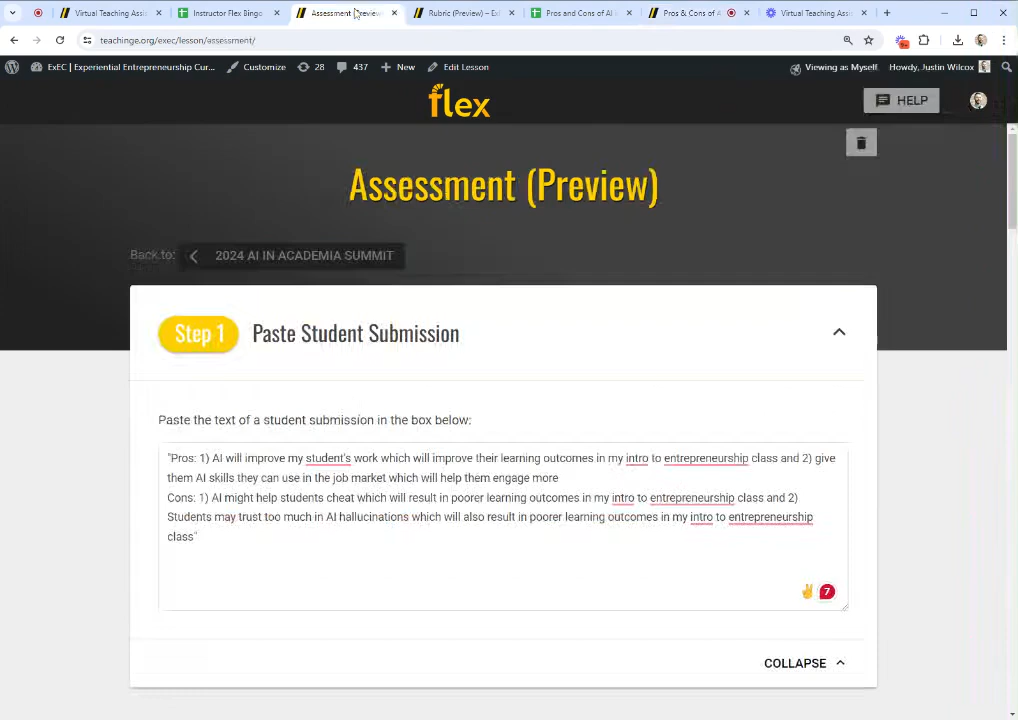 Virtual Teaching Assis
Instructor Flex Bingo
Assessment (Preview)
Rubric (Preview) – Ex
Pros and Cons of AI
Pros & Cons of A
Virtual Teaching Assis
teachinge.org/exec/lesson/assessment/
ExEC | Experiential Entrepreneurship Cur...
Customize
28
437
New
Edit Lesson
Viewing as Myself.
Howdy, Justin Wilcox
flex
HELP
Assessment (Preview)
Back to:
2024 AI IN ACADEMIA SUMMIT
Step 1
Paste Student Submission
Paste the text of a student submission in the box below:
"Pros: 1) AI will improve my student's work which will improve their learning outcomes in my intro to entrepreneurship class and 2) give
them AI skills they can use in the job market which will help them engage more
Cons: 1) AI might help students cheat which will result in poorer learning outcomes in my intro to entrepreneurship class and 2)
Students may trust too much in AI hallucinations which will also result in poorer learning outcomes in my intro to entrepreneurship
class"
7
COLLAPSE